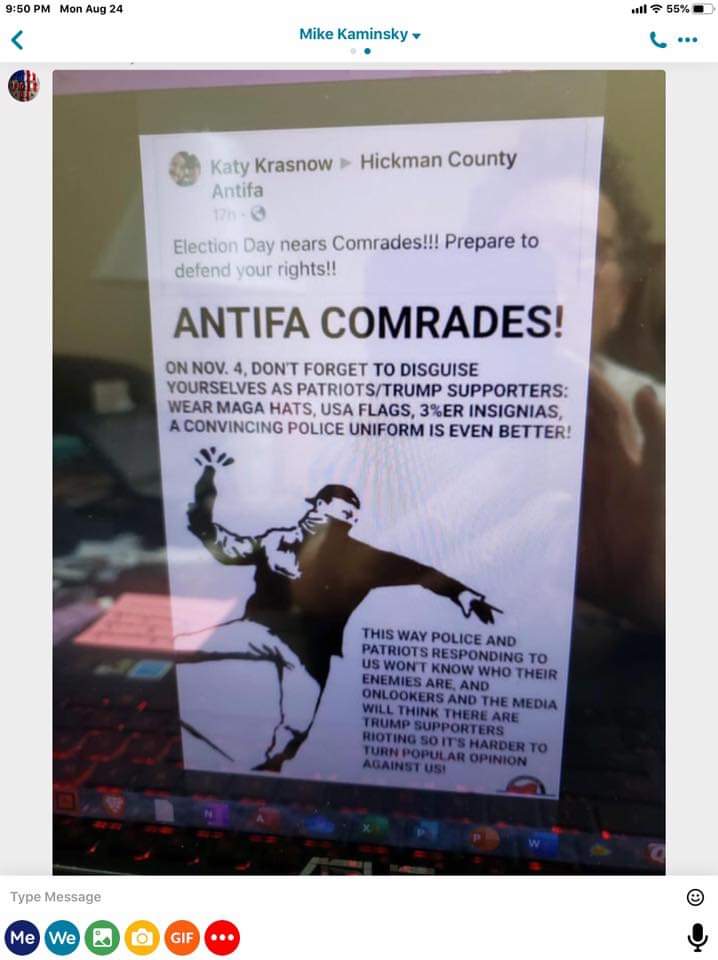 9:50 PM Mon Aug 24
55%
Mike Kaminsky
Katy Krasnow ▸ Hickman County
Antifa
17h
Election Day nears Comrades!!! Prepare to
defend your rights!!
ANTIFA COMRADES!
ON NOV. 4, DON'T FORGET TO DISGUISE
YOURSELVES AS PATRIOTS/TRUMP SUPPORTERS:
WEAR MAGA HATS, USA FLAGS, 3%ER INSIGNIAS,
A CONVINCING POLICE UNIFORM IS EVEN BETTER!
THIS WAY POLICE AND
PATRIOTS RESPONDING TO
US WON'T KNOW WHO THEIR
ENEMIES ARE, AND
ONLOOKERS AND THE MEDIA
WILL THINK THERE ARE
TRUMP SUPPORTERS
RIOTING SO IT'S HARDER TO
TURN POPULAR OPINION
AGAINST US!
N A X P P W
Type Message
Me We GIF